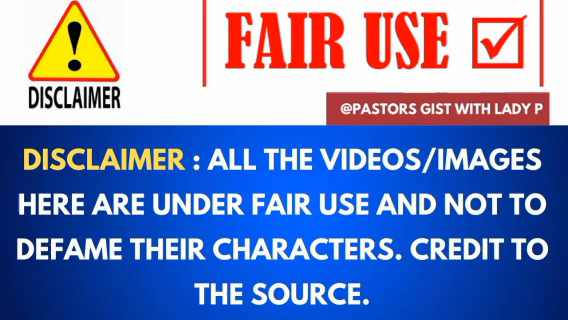 FAIR USE
DISCLAIMER
@PASTORS GIST WITH LADY P
DISCLAIMER : ALL THE VIDEOS/IMAGES
HERE ARE UNDER FAIR USE AND NOT TO
DEFAME THEIR CHARACTERS. CREDIT TO
THE SOURCE.